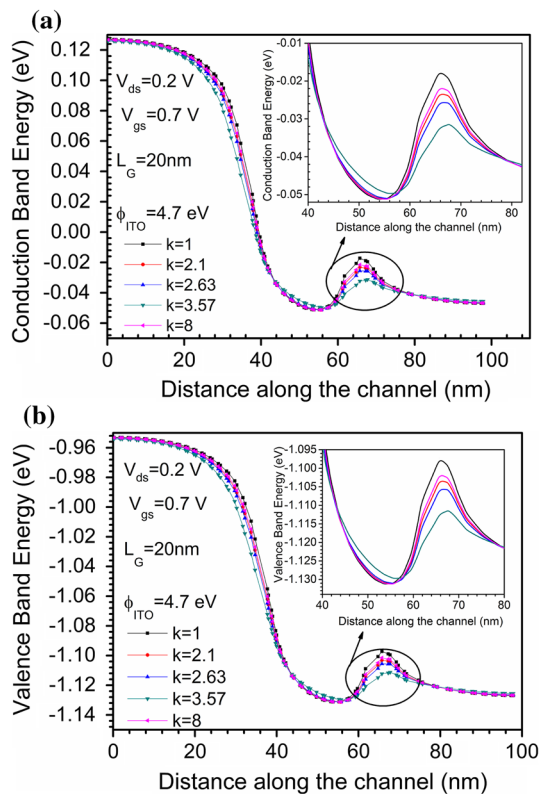 (a)
Conduction Band Energy (eV)
0.12
0.10
0.08
0.06
0.04
0.02
0.00
-0.02
-0.04
-0.06
V_ds=0.2 V
V_gs=0.7 V
L_G=20nm
ϕ_ITO=4.7 eV
k=1
k=2.1
k=2.63
k=3.57
k=8
Conduction Band Energy (eV)
-0.01
-0.02
-0.03
-0.04
-0.05
40 50 60 70 80
Distance along the channel (nm)
0 20 40 60 80 100
Distance along the channel (nm)
(b)
Valence Band Energy (eV)
-0.96
-0.98
-1.00
-1.02
-1.04
-1.06
-1.08
-1.10
-1.12
-1.14
V_ds=0.2 V
V_gs=0.7 V
L_G=20nm
ϕ_ITO=4.7 eV
k=1
k=2.1
k=2.63
k=3.57
k=8
Valence Band Energy (eV)
-1.095
-1.100
-1.105
-1.110
-1.115
-1.120
-1.125
-1.130
40 50 60 70 80
Distance along the channel (nm)
0 20 40 60 80 100
Distance along the channel (nm)